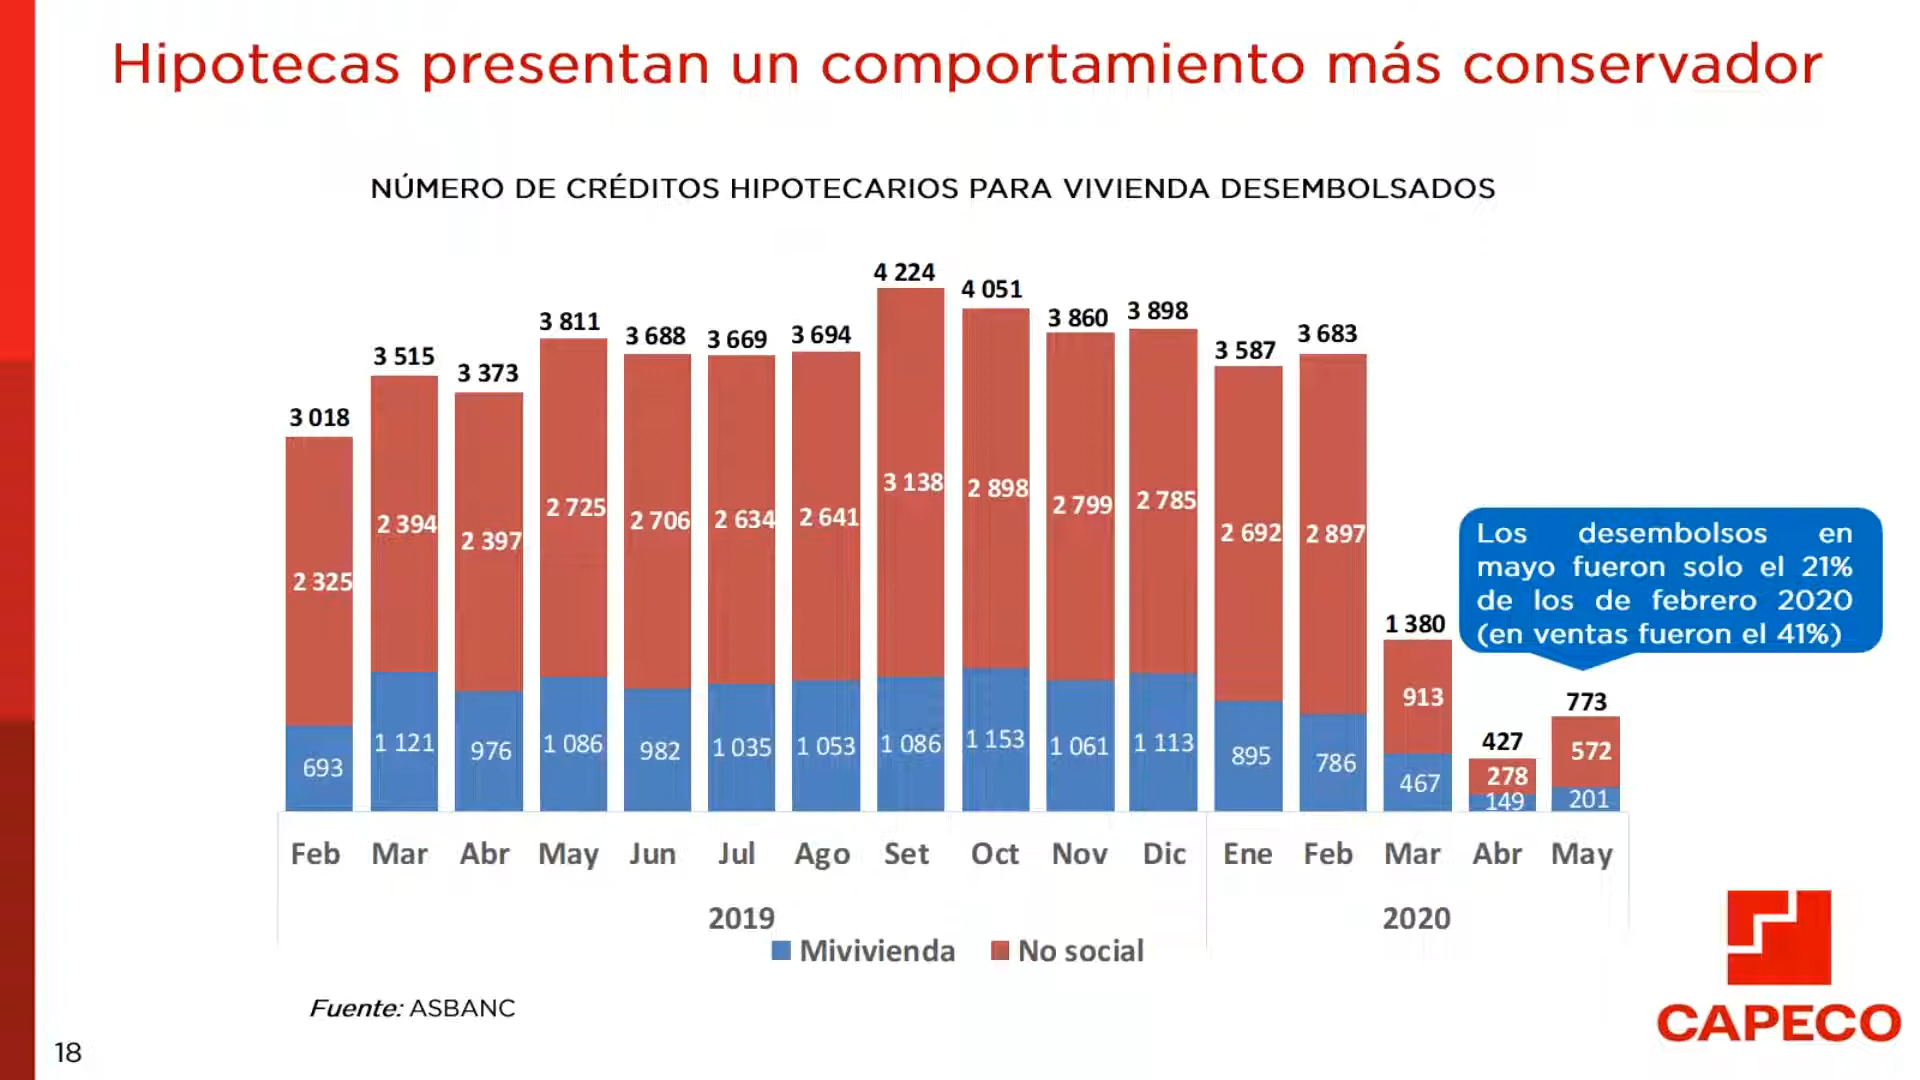 Hipotecas presentan un comportamiento más conservador
NÚMERO DE CRÉDITOS HIPOTECARIOS PARA VIVIENDA DESEMBOLSADOS
3 018 3 515 3 373 3 811 3 688 3 669 3 694 4 224 4 051 3 860 3 898 3 587 3 683 1 380 427 773
2 325 2 394 2 397 2 725 2 706 2 634 2 641 3 138 2 898 2 799 2 785 2 692 2 897 913 278 572
693 1 121 976 1 086 982 1 035 1 053 1 086 1 153 1 061 1 113 895 786 467 149 201
Los desembolsos en
mayo fueron solo el 21%
de los de febrero 2020
(en ventas fueron el 41%)
Feb Mar Abr May Jun Jul Ago Set Oct Nov Dic Ene Feb Mar Abr May
2019 2020
Mivivienda No social
Fuente: ASBANC
CAPECO
18